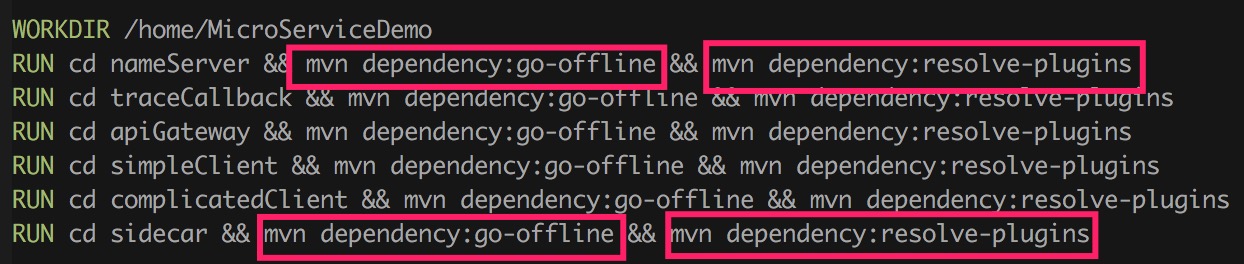 WORKDIR /home/MicroServiceDemo
RUN cd nameServer && mvn dependency:go-offline && mvn dependency:resolve-plugins
RUN cd traceCallback && mvn dependency:go-offline && mvn dependency:resolve-plugins
RUN cd apiGateway && mvn dependency:go-offline && mvn dependency:resolve-plugins
RUN cd simpleClient && mvn dependency:go-offline && mvn dependency:resolve-plugins
RUN cd complicatedClient && mvn dependency:go-offline && mvn dependency:resolve-plugins
RUN cd sidecar && mvn dependency:go-offline && mvn dependency:resolve-plugins